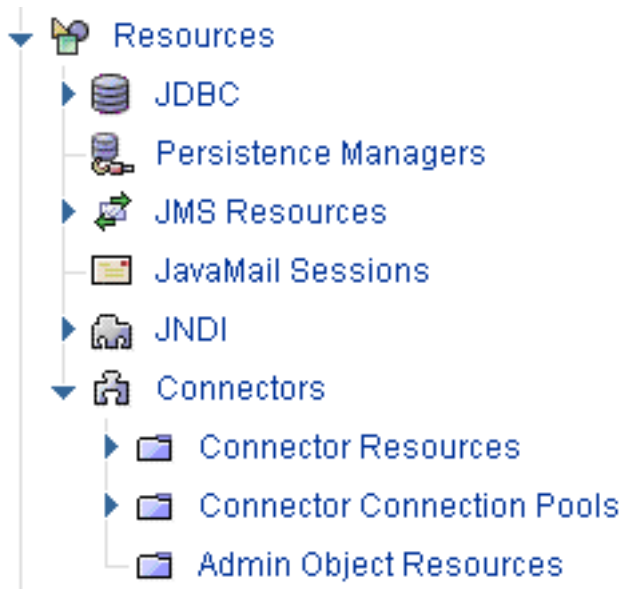 Resources
JDBC
Persistence Managers
JMS Resources
JavaMail Sessions
JNDI
Connectors
Connector Resources
Connector Connection Pools
Admin Object Resources